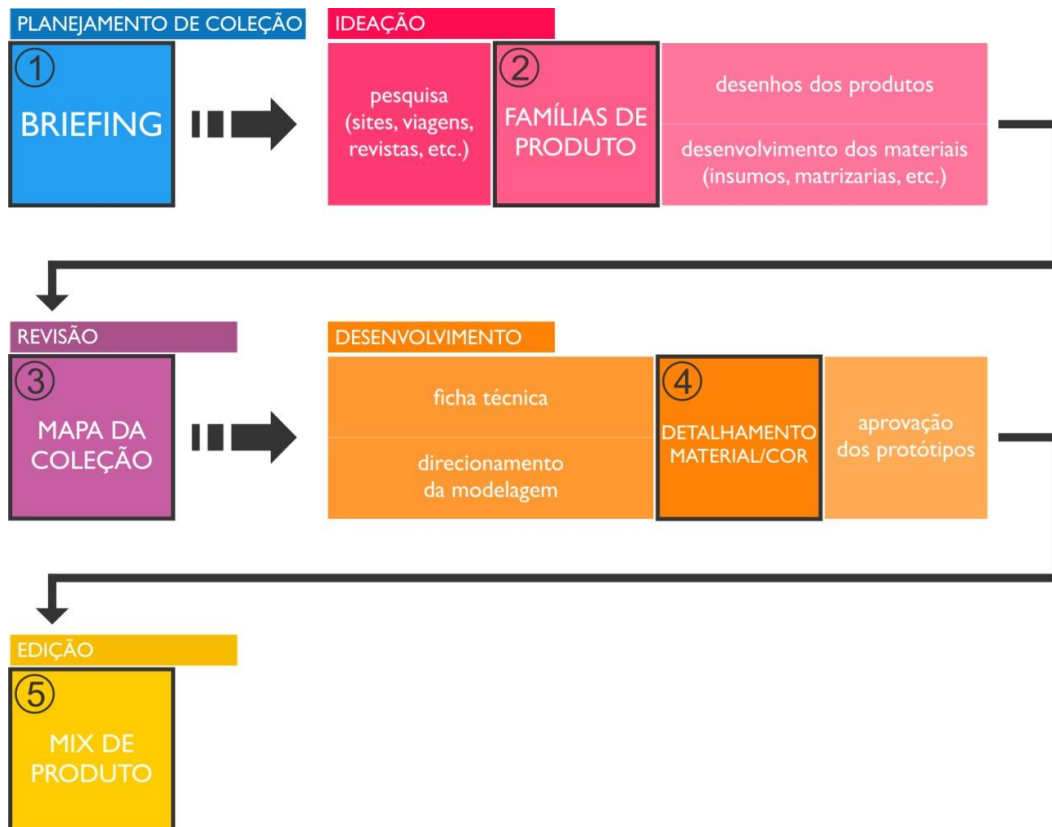 PLANEJAMENTO DE COLEÇÃO
IDEAÇÃO
①
BRIEFING
pesquisa
(sites, viagens,
revistas, etc.)
②
FAMÍLIAS DE
PRODUTO
desenhos dos produtos
desenvolvimento dos materiais
(insumos, matrizarias, etc.)
REVISÃO
DESENVOLVIMENTO
③
MAPA DA
COLEÇÃO
ficha técnica
direcionamento
da modelagem
④
DETALHAMENTO
MATERIAL/COR
aprovação
dos protótipos
EDIÇÃO
⑤
MIX DE
PRODUTO